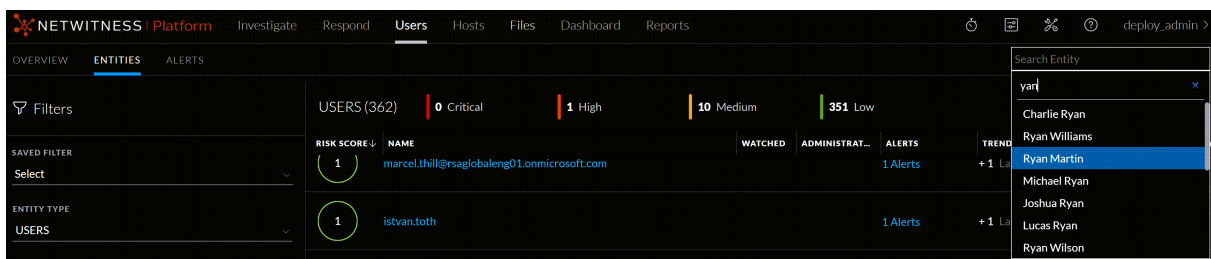 NETWITNESS Platform Investigate Respond Users Hosts Files Dashboard Reports deploy_admin
OVERVIEW ENTITIES ALERTS
Search Entity
yan
Filters
USERS (362) 0 Critical 1 High 10 Medium 351 Low
Charlie Ryan
Ryan Williams
RISK SCORE NAME WATCHED ADMINISTRAT... ALERTS TREND
SAVED FILTER
1 marcel.thill@rsaglobaleng01.onmicrosoft.com 1 Alerts +1 La
Ryan Martin
Select
Michael Ryan
Joshua Ryan
ENTITY TYPE
1 istvan.toth 1 Alerts +1 La
Lucas Ryan
USERS
Ryan Wilson